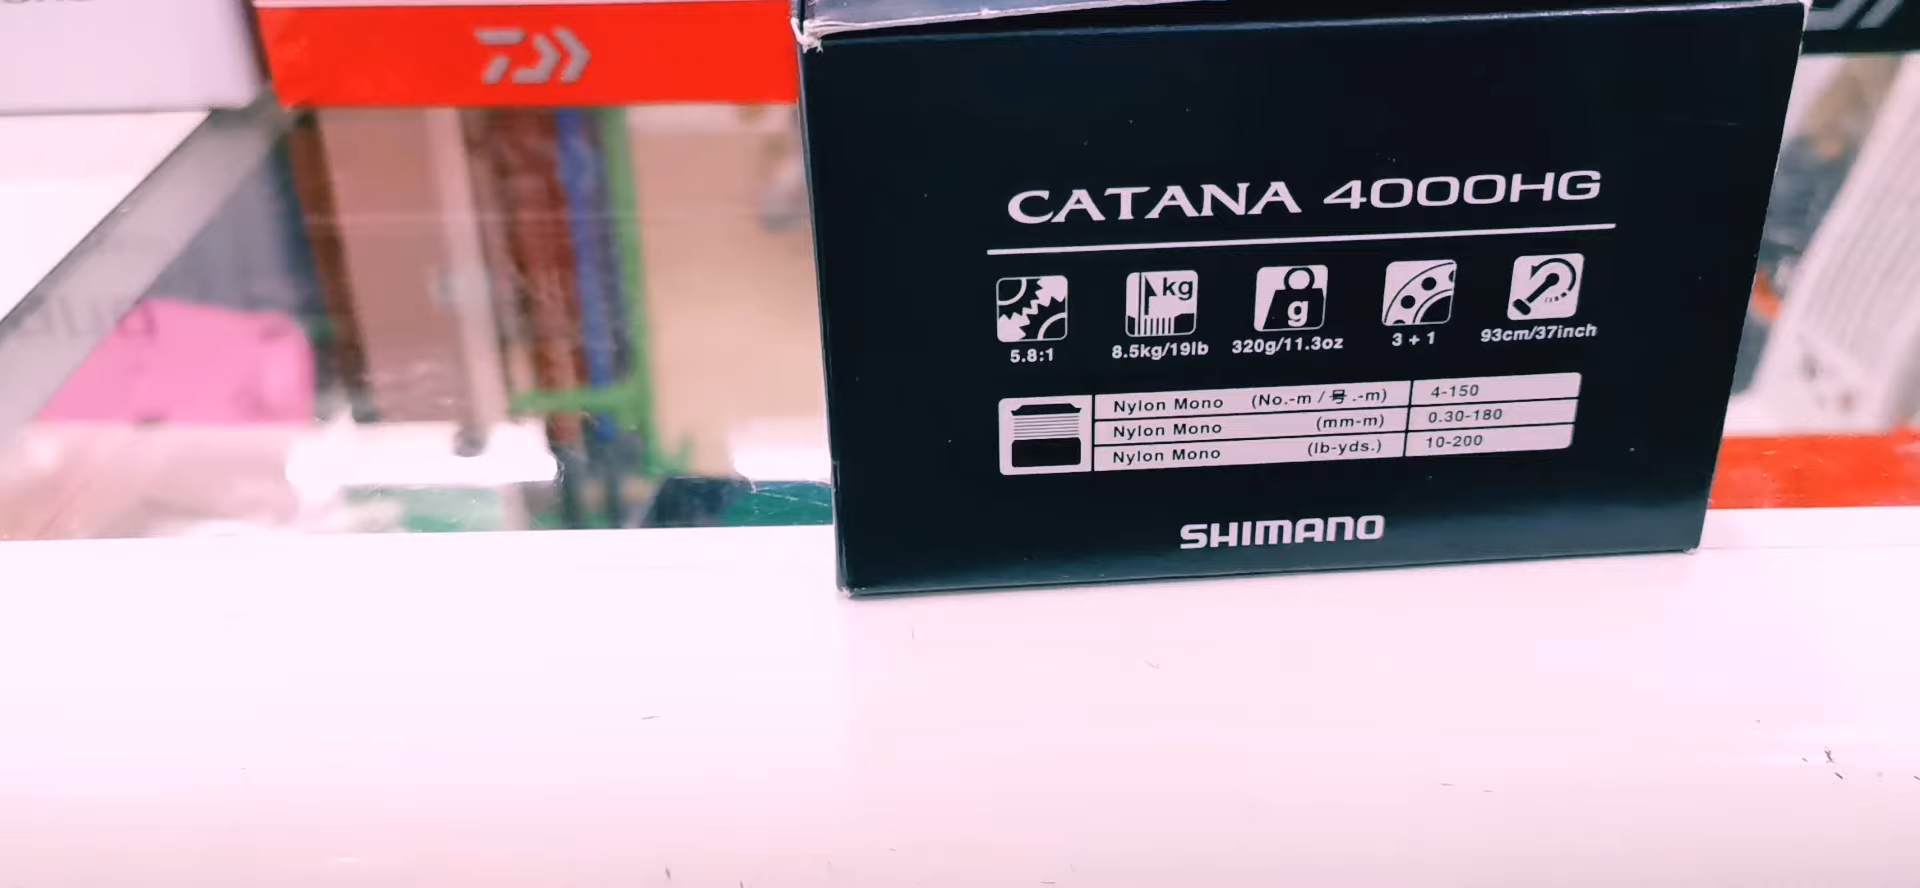 CATANA 4000HG
kg
g
5.8:1 8.5kg/19lb 320g/11.3oz 3 + 1 93cm/37inch
Nylon Mono (No.-m / 号.-m) 4-150
Nylon Mono (mm-m) 0.30-180
Nylon Mono (lb-yds.) 10-200
SHIMANO